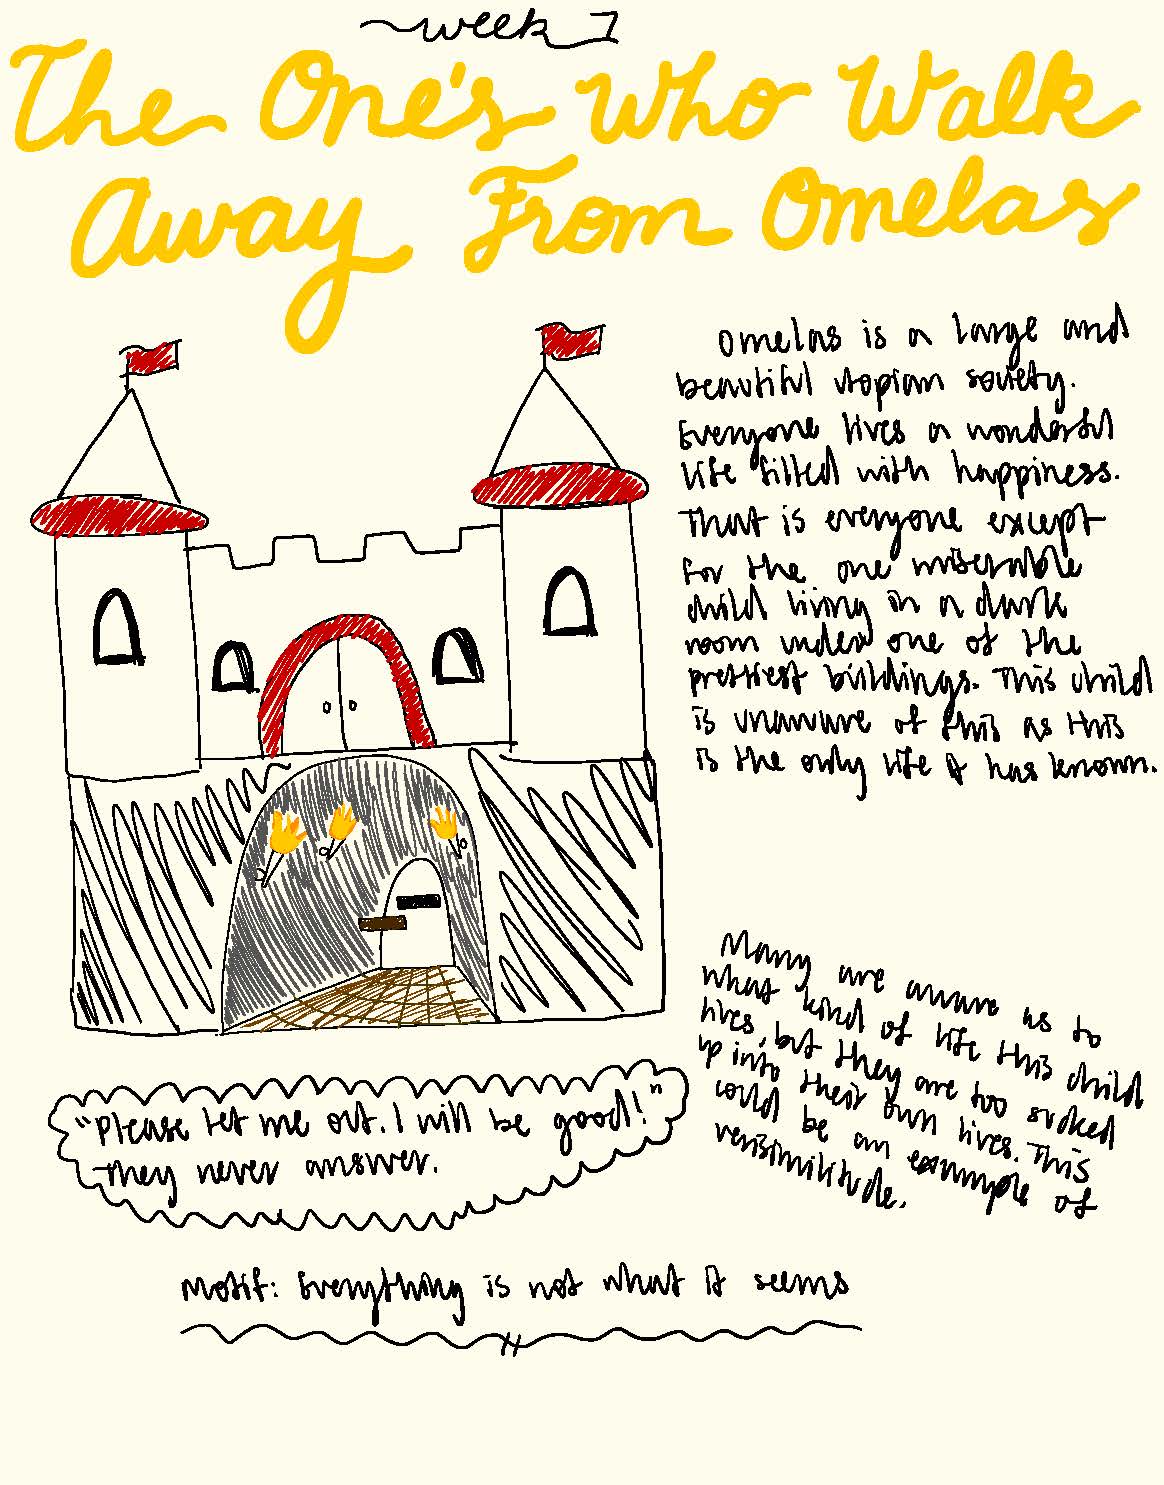 week 7
The One's Who Walk
Away From Omelas
Omelas is a large and
beautiful utopian society.
Everyone lives a wonderful
life filled with happiness.
That is everyone except
for the one miserable
child living in a dark
room under one of the
prettiest buildings. This child
is unaware of this as this
is the only life it has known.
Many are aware as to
what kind of life this child
lives, but they are too sucked
up into their own lives. This
could be an example of
verisimilitude.
"Please let me out. I will be good!"
They never answer.
Motif: Everything is not what it seems